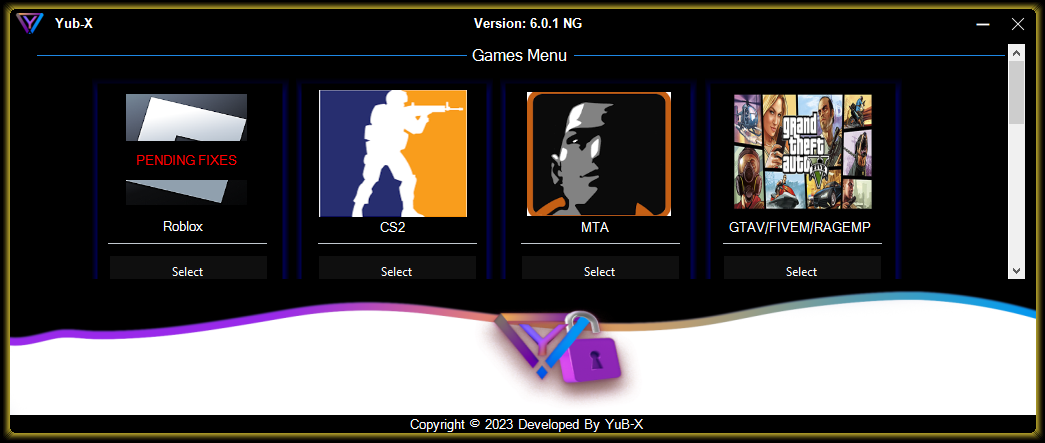 Yub-X
Version: 6.0.1 NG
Games Menu
PENDING FIXES
grand
theft
auto
V
Roblox
CS2
MTA
GTAV/FIVEM/RAGEMP
Select
Select
Select
Select
Copyright © 2023 Developed By YuB-X